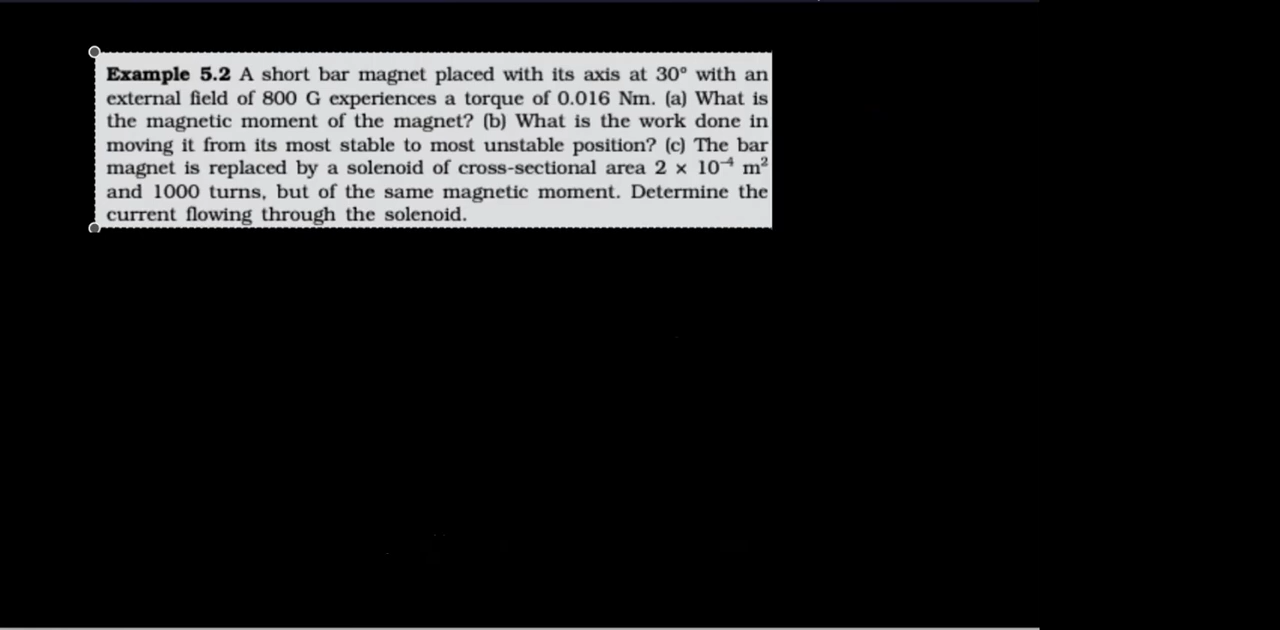 Example 5.2 A short bar magnet placed with its axis at 30° with an
external field of 800 G experiences a torque of 0.016 Nm. (a) What is
the magnetic moment of the magnet? (b) What is the work done in
moving it from its most stable to most unstable position? (c) The bar
magnet is replaced by a solenoid of cross-sectional area 2 × 10⁻⁴ m²
and 1000 turns, but of the same magnetic moment. Determine the
current flowing through the solenoid.